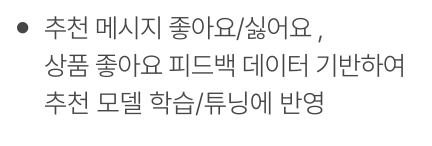 ● 추천 메시지 좋아요/싫어요 ,
상품 좋아요 피드백 데이터 기반하여
추천 모델 학습/튜닝에 반영